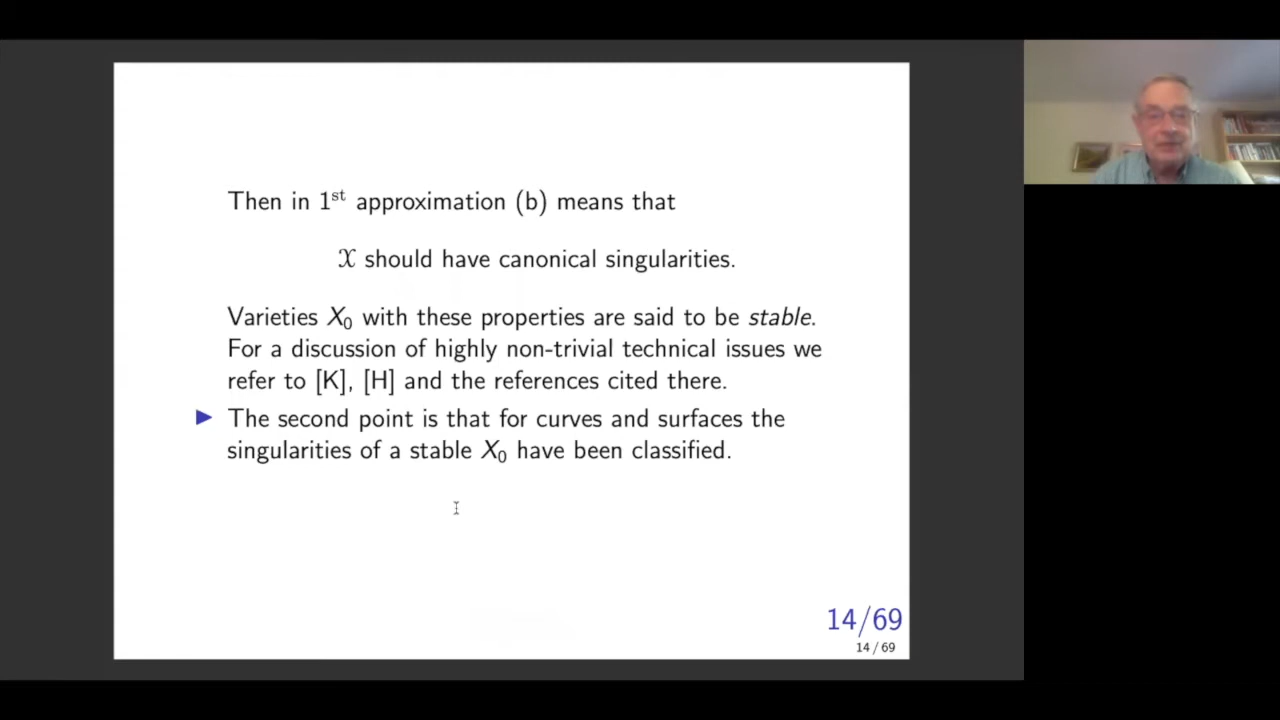 Then in 1st approximation (b) means that
𝒳 should have canonical singularities.
Varieties X₀ with these properties are said to be stable.
For a discussion of highly non-trivial technical issues we
refer to [K], [H] and the references cited there.
▶ The second point is that for curves and surfaces the
singularities of a stable X₀ have been classified.
14/69
14 / 69